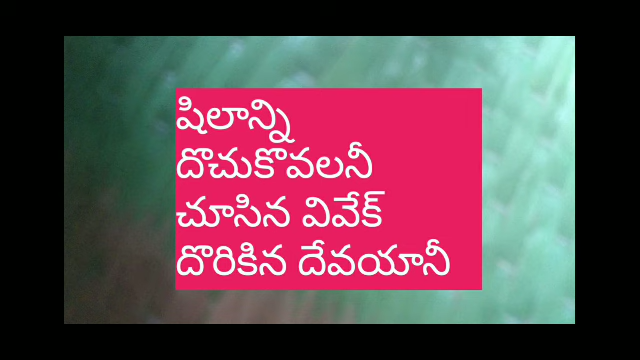 షిలాన్ని
దొచుకొవలనీ
చూసిన వివేక్
దొరికిన దేవయానీ